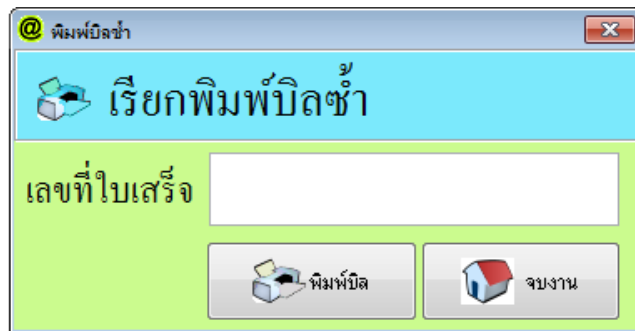 @ พิมพ์บิลซ้ำ
เรียกพิมพ์บิลซ้ำ
เลขที่ใบเสร็จ
พิมพ์บิล
จบงาน